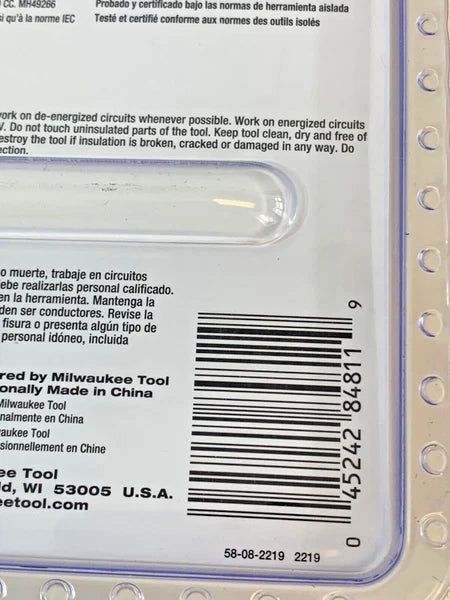 CC. MH49266
si qu'à la norme IEC
Probado y certificado bajo las normas de herramienta aislada
Testé et certifié conforme aux normes des outils isolés
ork on de-energized circuits whenever possible. Work on energized circuits
V. Do not touch uninsulated parts of the tool. Keep tool clean, dry and free of
estroy the tool if insulation is broken, cracked or damaged in any way. Do
ection.
o muerte, trabaje en circuitos
ebe realizarlas personal calificado.
en la herramienta. Mantenga la
den ser conductores. Revise la
fisura o presenta algún tipo de
personal idóneo, incluida
red by Milwaukee Tool
onally Made in China
Milwaukee Tool
nalmente en China
aukee Tool
sionnellement en Chine
ee Tool
ld, WI 53005 U.S.A.
eetool.com
0 45242 84811 9
58-08-2219 2219